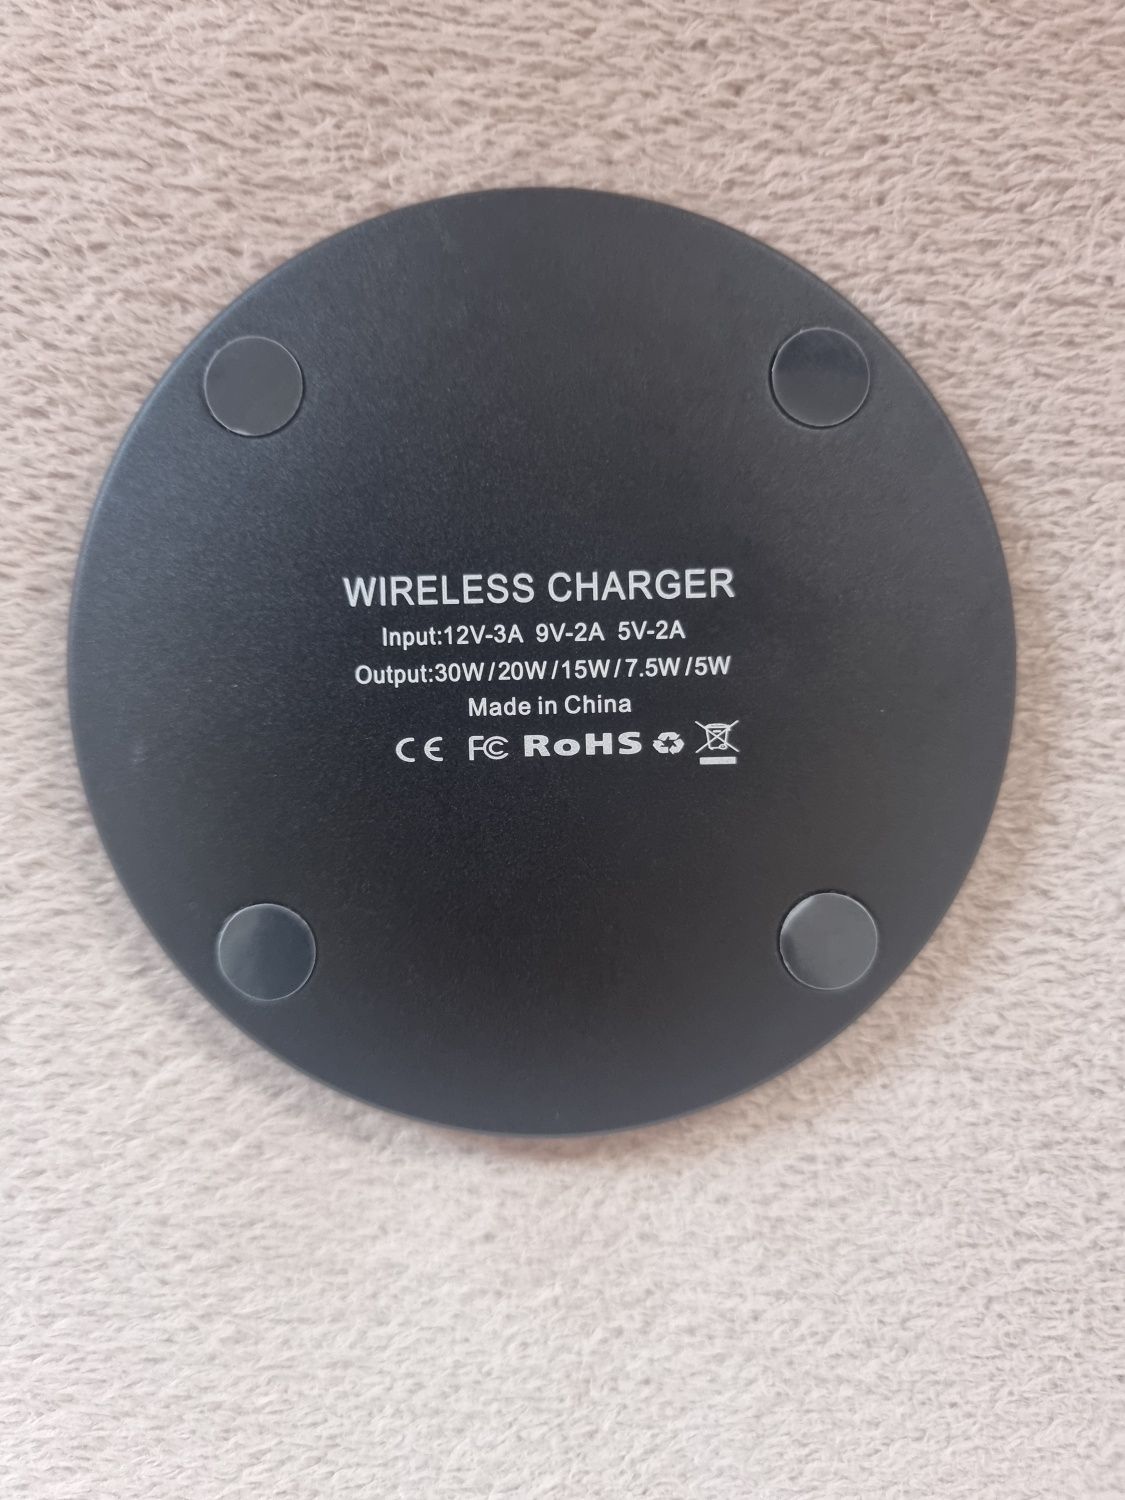 WIRELESS CHARGER
Input:12V-3A 9V-2A 5V-2A
Output:30W/20W/15W/7.5W/5W
Made in China
CE FC RoHS